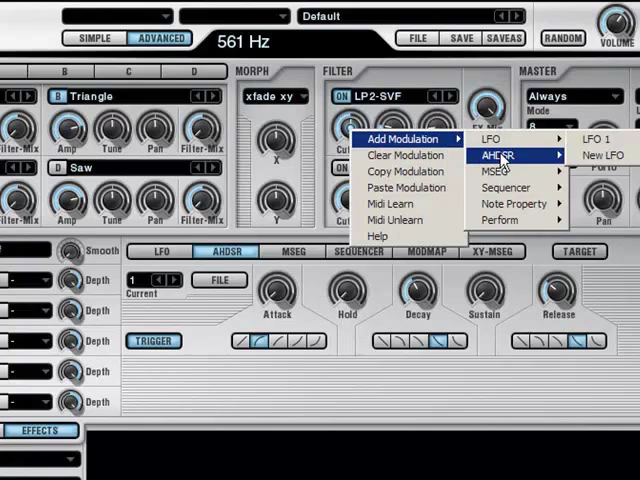 Default
SIMPLE ADVANCED 561 Hz FILE SAVE SAVEAS RANDOM VOLUME
B C D MORPH FILTER MASTER
B Triangle xfade xy ON LP2-SVF Always
Mode
8
Filter-Mix Amp Tune Pan Filter-Mix X
Add Modulation LFO LFO 1
Clear Modulation AHDSR New LFO
D Saw Copy Modulation MSEG
Paste Modulation Sequencer
Midi Learn Note Property
Filter-Mix Amp Tune Pan Filter-Mix Y Midi Unlearn Perform Pan
Help
Smooth LFO AHDSR MSEG SEQUENCER MODMAP XY-MSEG TARGET
Depth 1 FILE
Current
Depth Attack Hold Decay Sustain Release
Depth TRIGGER
Depth
Depth
EFFECTS